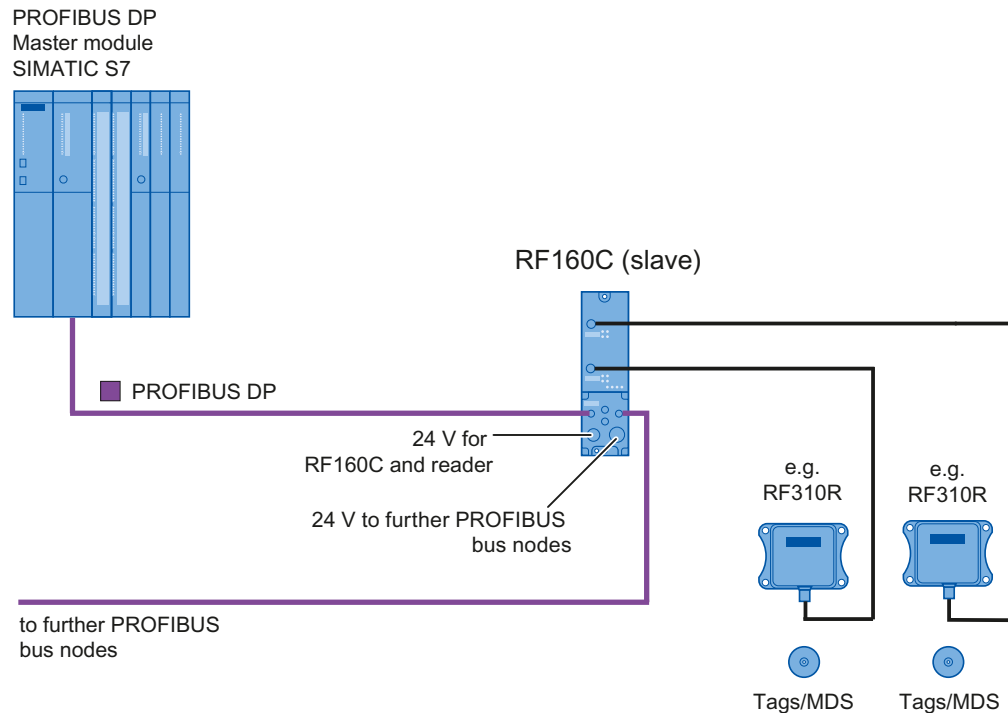 PROFIBUS DP
Master module
SIMATIC S7
RF160C (slave)
PROFIBUS DP
24 V for
RF160C and reader
24 V to further PROFIBUS
bus nodes
e.g.
RF310R
e.g.
RF310R
to further PROFIBUS
bus nodes
Tags/MDS
Tags/MDS